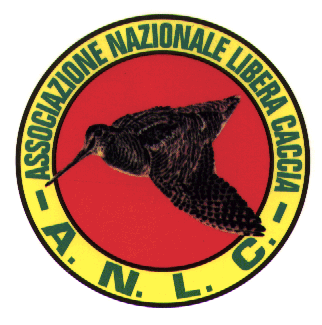 ASSOCIAZIONE NAZIONALE LIBERA CACCIA
- A. N. L. C. -